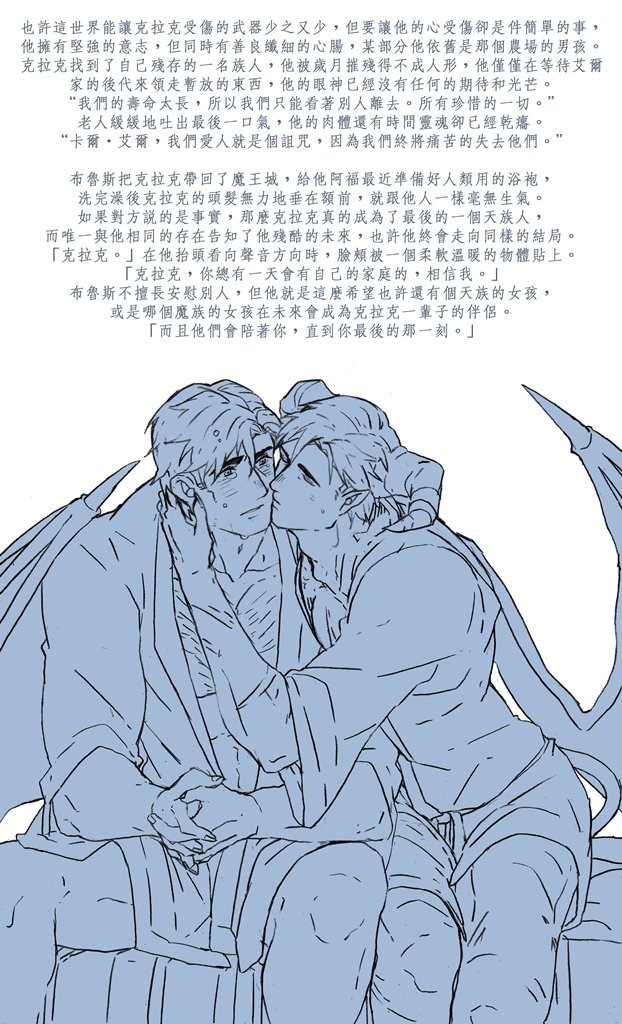 也許這世界能讓克拉克受傷的武器少之又少，但要讓他的心受傷卻是件簡單的事，
他擁有堅強的意志，但同時有善良纖細的心腸，某部分他依舊是那個農場的男孩。
克拉克找到了自己殘存的一名族人，他被歲月摧殘得不成人形，他僅僅在等待艾爾
家的後代來領走暫放的東西，他的眼神已經沒有任何的期待和光芒。
“我們的壽命太長，所以我們只能看著別人離去。所有珍惜的一切。”
老人緩緩地吐出最後一口氣，他的肉體還有時間靈魂卻已經乾癟。
“卡爾·艾爾，我們愛人就是個詛咒，因為我們終將痛苦的失去他們。”
布魯斯把克拉克帶回了魔王城，給他阿福最近準備好人類用的浴袍，
洗完澡後克拉克的頭髮無力地垂在額前，就跟他人一樣毫無生氣。
如果對方說的是事實，那麼克拉克真的成為了最後的一個天族人，
而唯一與他相同的存在告知了他殘酷的未來，也許他終會走向同樣的結局。
「克拉克。」在他抬頭看向聲音方向時，臉頰被一個柔軟溫暖的物體貼上。
「克拉克，你總有一天會有自己的家庭的，相信我。」
布魯斯不擅長安慰別人，但他就是這麼希望也許還有個天族的女孩，
或是哪個魔族的女孩在未來會成為克拉克一輩子的伴侶。
「而且他們會陪著你，直到你最後的那一刻。」